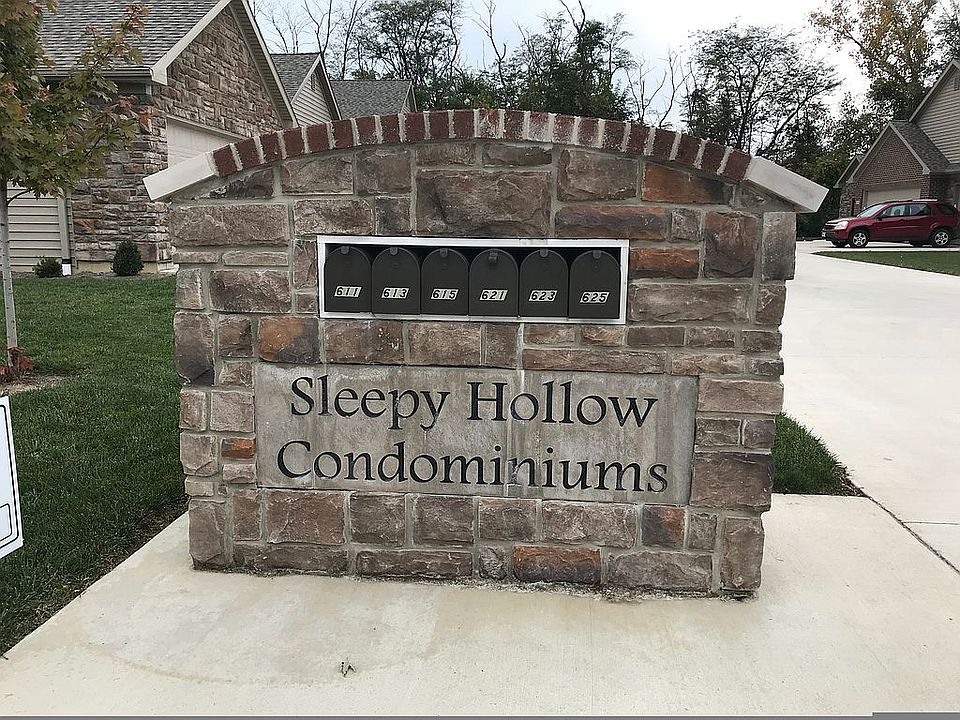 611 613 615 621 623 625
Sleepy Hollow
Condominiums